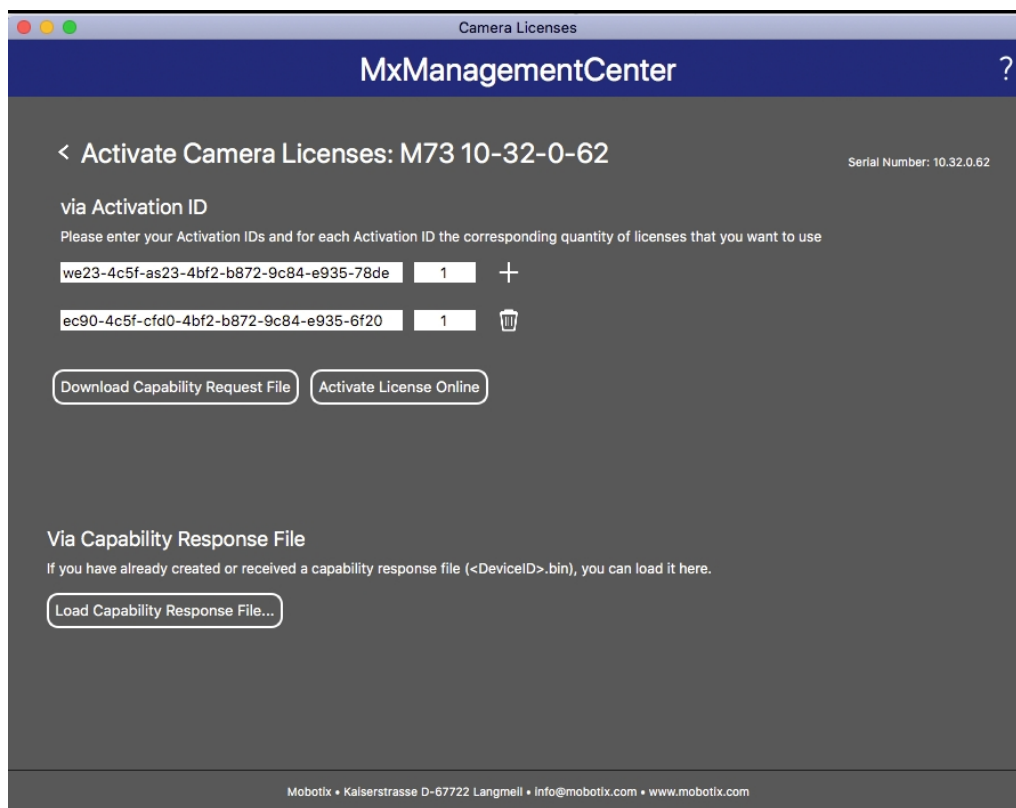 Camera Licenses
MxManagementCenter
?
< Activate Camera Licenses: M73 10-32-0-62
Serial Number: 10.32.0.62
via Activation ID
Please enter your Activation IDs and for each Activation ID the corresponding quantity of licenses that you want to use
we23-4c5f-as23-4bf2-b872-9c84-e935-78de 1 +
ec90-4c5f-cfd0-4bf2-b872-9c84-e935-6f20 1
Download Capability Request File Activate License Online
Via Capability Response File
If you have already created or received a capability response file (<DeviceID>.bin), you can load it here.
Load Capability Response File...
Mobotix • Kaiserstrasse D-67722 Langmeil • info@mobotix.com • www.mobotix.com